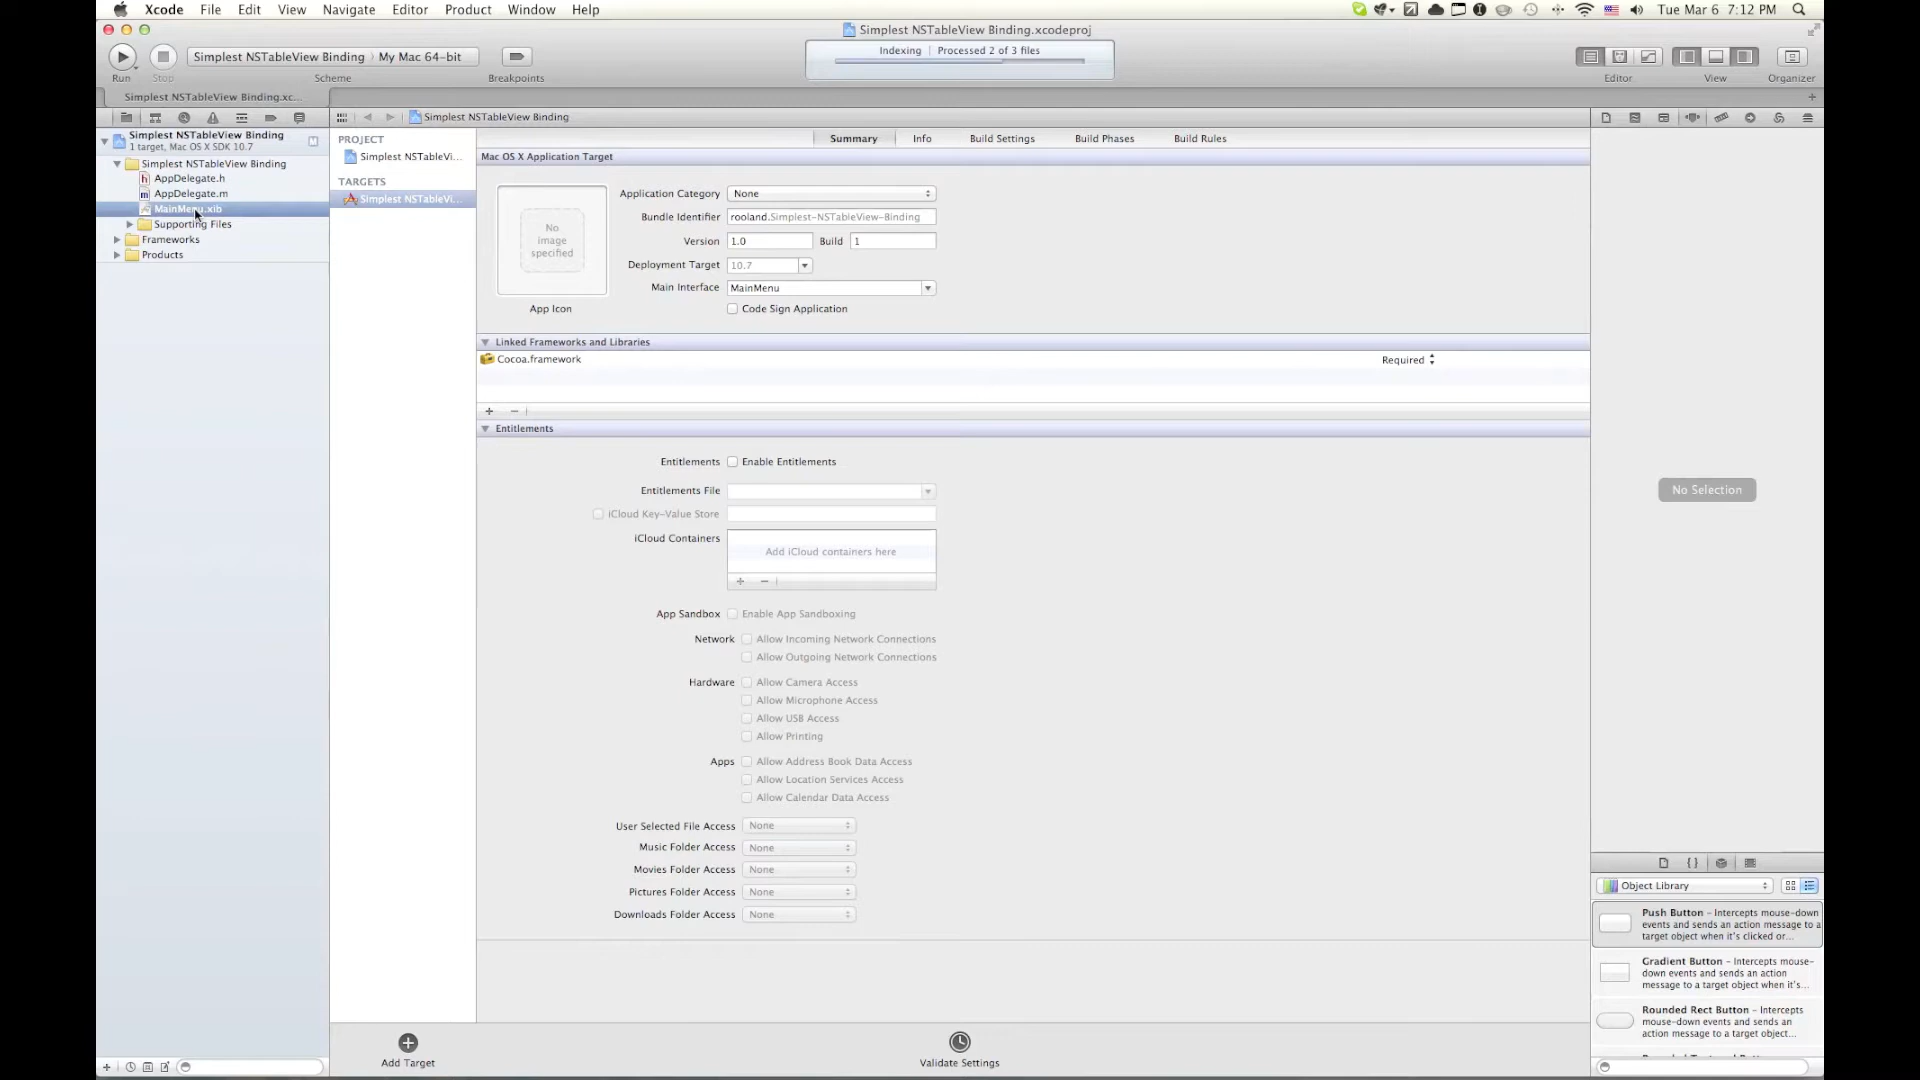 Xcode File Edit View Navigate Editor Product Window Help Tue Mar 6 7:12 PM
Simplest NSTableView Binding.xcodeproj
Indexing | Processed 2 of 3 files
Simplest NSTableView Binding › My Mac 64-bit
Run Stop Scheme Breakpoints Editor View Organizer
Simplest NSTableView Binding.xc...
Simplest NSTableView Binding
1 target, Mac OS X SDK 10.7
Simplest NSTableView Binding
AppDelegate.h
AppDelegate.m
MainMenu.xib
Supporting Files
Frameworks
Products
Simplest NSTableView Binding
PROJECT
Simplest NSTableVi...
TARGETS
Simplest NSTableVi...
Summary Info Build Settings Build Phases Build Rules
Mac OS X Application Target
No
image
specified
App Icon
Application Category None
Bundle Identifier rooland.Simplest-NSTableView-Binding
Version 1.0 Build 1
Deployment Target 10.7
Main Interface MainMenu
Code Sign Application
Linked Frameworks and Libraries
Cocoa.framework Required
Entitlements
Entitlements Enable Entitlements
Entitlements File
iCloud Key-Value Store
iCloud Containers
Add iCloud containers here
App Sandbox Enable App Sandboxing
Network Allow Incoming Network Connections
Allow Outgoing Network Connections
Hardware Allow Camera Access
Allow Microphone Access
Allow USB Access
Allow Printing
Apps Allow Address Book Data Access
Allow Location Services Access
Allow Calendar Data Access
User Selected File Access None
Music Folder Access None
Movies Folder Access None
Pictures Folder Access None
Downloads Folder Access None
Add Target
Validate Settings
No Selection
Object Library
Push Button - Intercepts mouse-down
events and sends an action message to a
target object when it's clicked or...
Gradient Button - Intercepts mouse-
down events and sends an action
message to a target object when it's...
Rounded Rect Button - Intercepts
mouse-down events and sends an
action message to a target object...